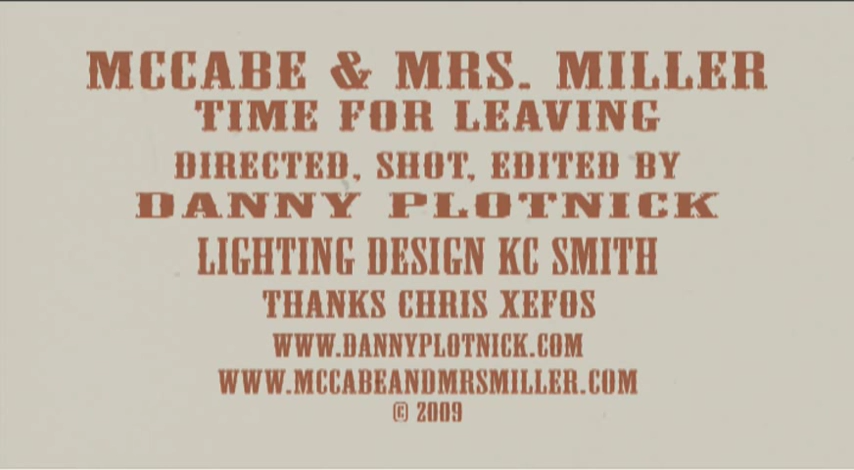 MCCABE & MRS. MILLER
TIME FOR LEAVING
DIRECTED, SHOT, EDITED BY
DANNY PLOTNICK
LIGHTING DESIGN KC SMITH
THANKS CHRIS XEFOS
WWW.DANNYPLOTNICK.COM
WWW.MCCABEANDMRSMILLER.COM
© 2009